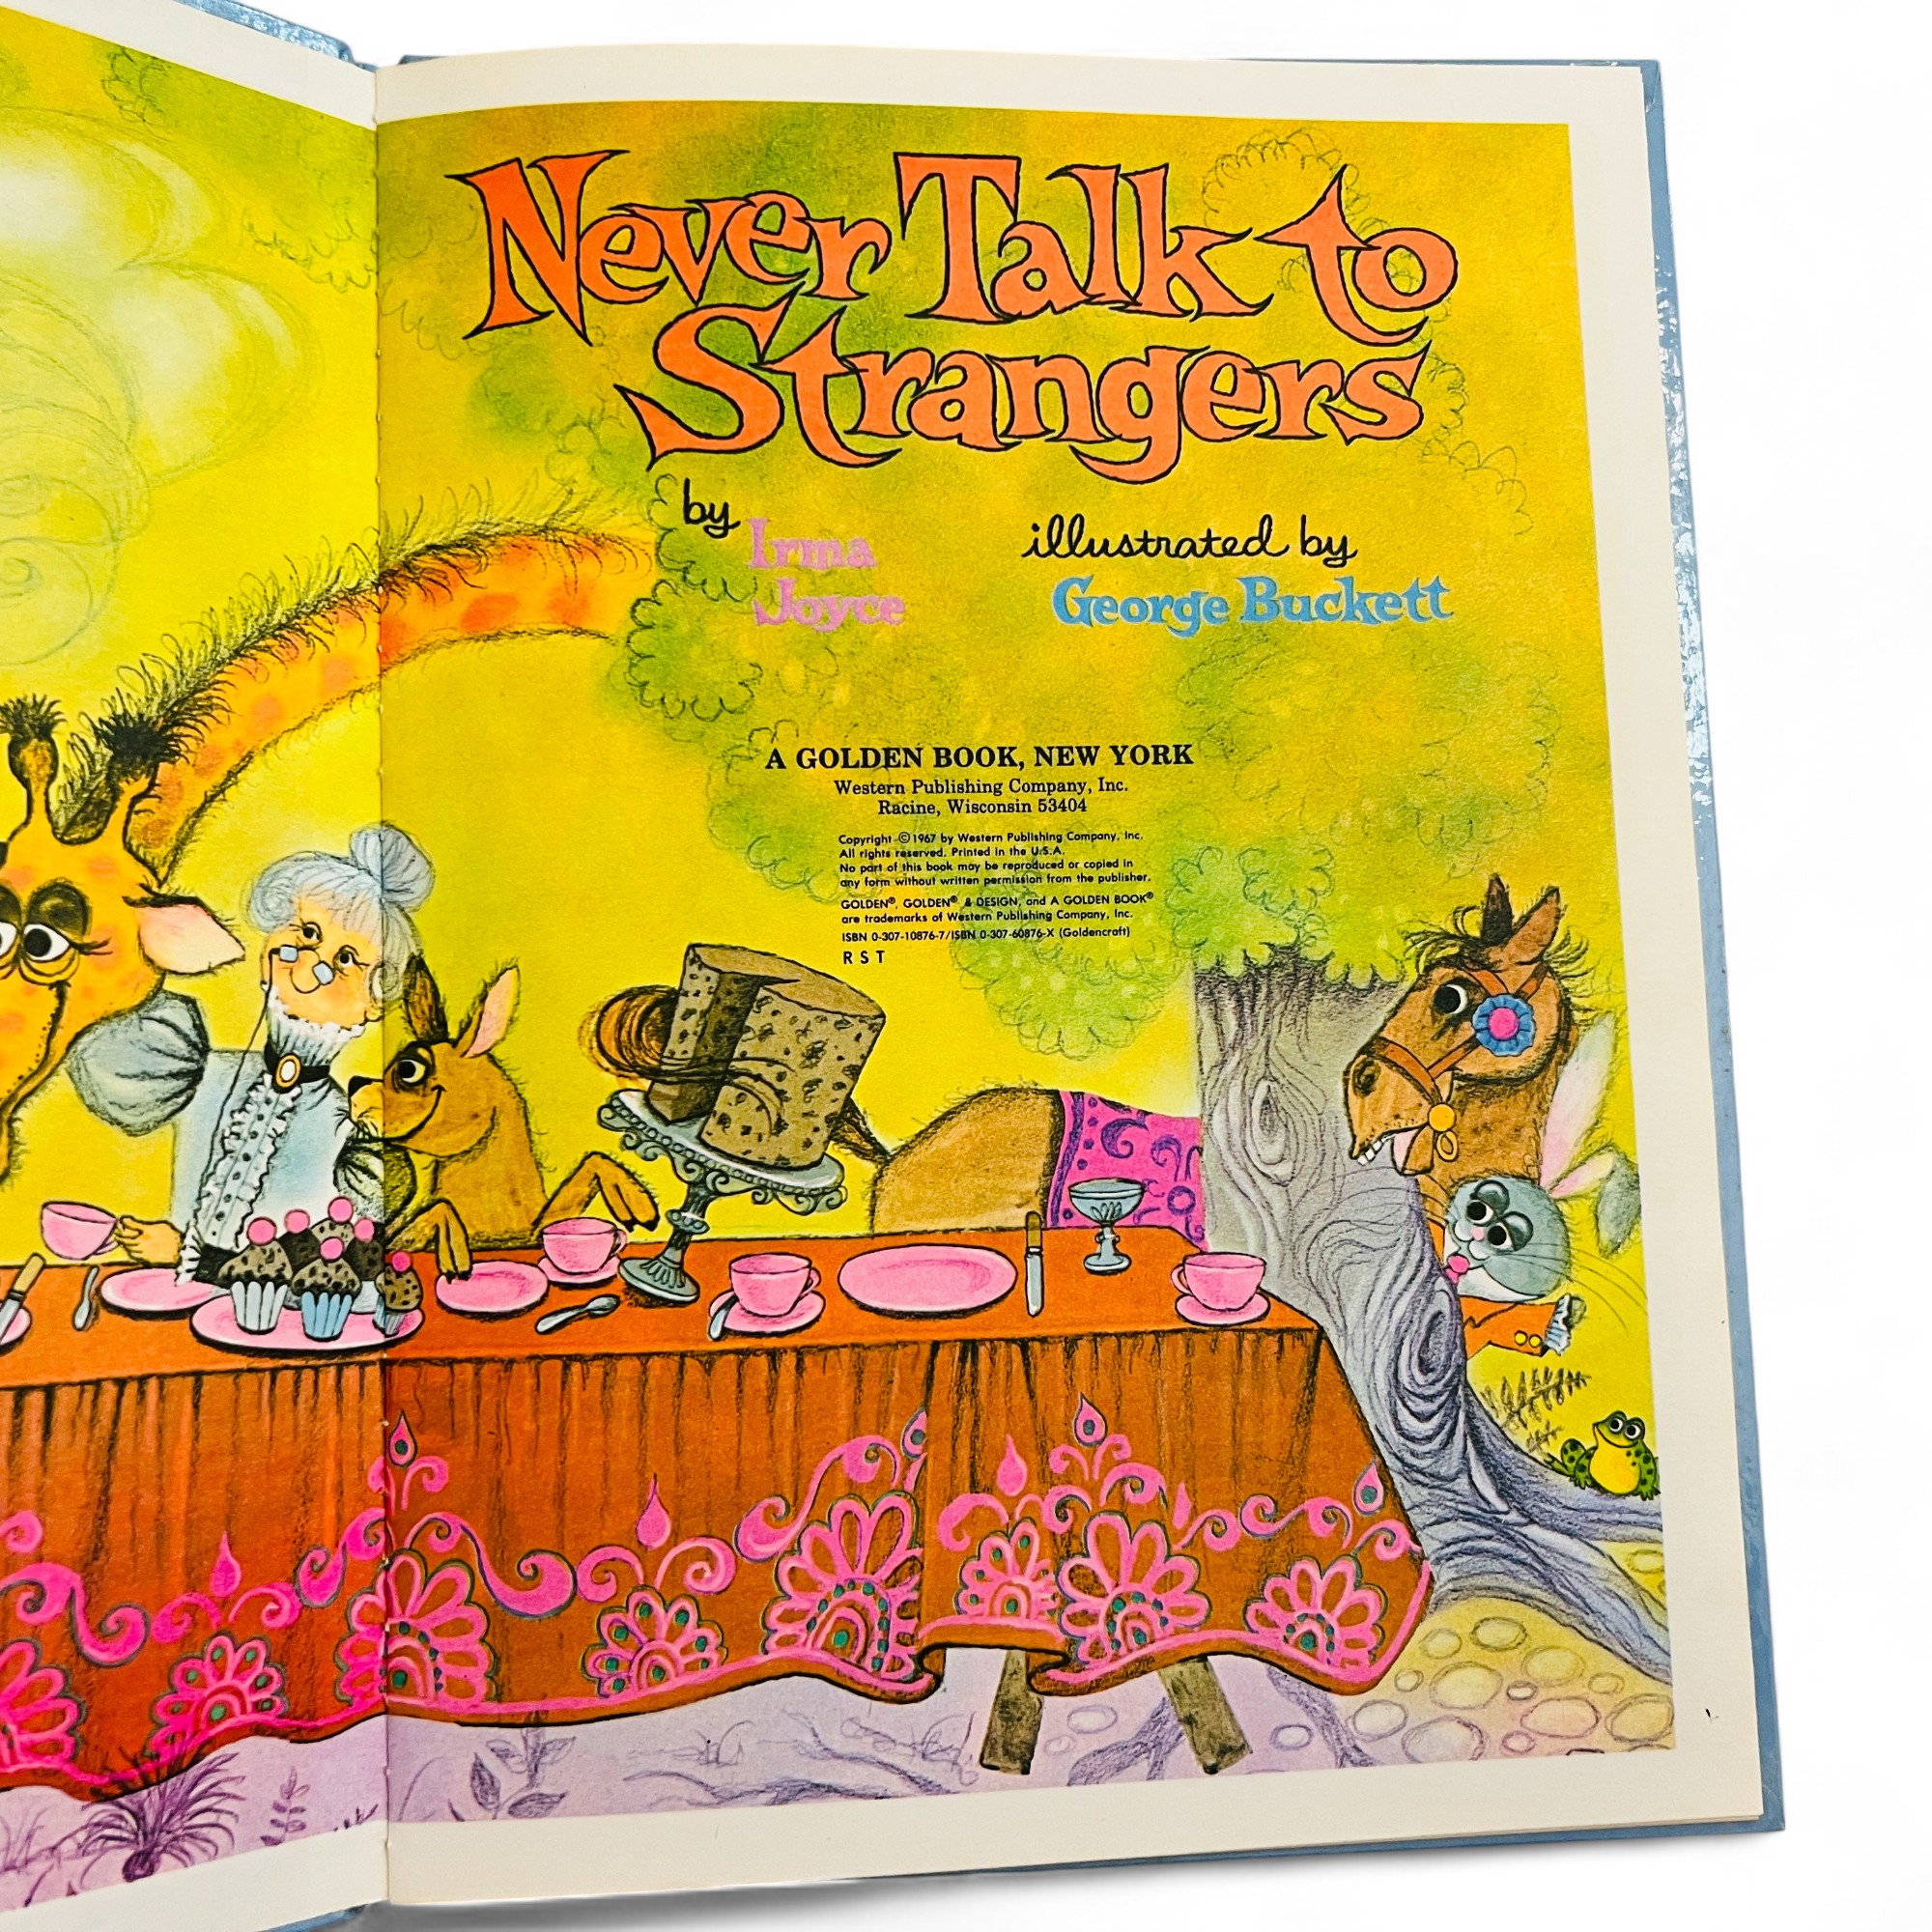 Never Talk to
Strangers
by
Irma
Joyce
illustrated by
George Buckett
A GOLDEN BOOK, NEW YORK
Western Publishing Company, Inc.
Racine, Wisconsin 53404
Copyright © 1967 by Western Publishing Company, Inc.
All rights reserved. Printed in the U.S.A.
No part of this book may be reproduced or copied in
any form without written permission from the publisher.
GOLDEN®, GOLDEN® & DESIGN, and A GOLDEN BOOK®
are trademarks of Western Publishing Company, Inc.
ISBN 0-307-10876-7/ISBN 0-307-60876-X (Goldencraft)
R S T